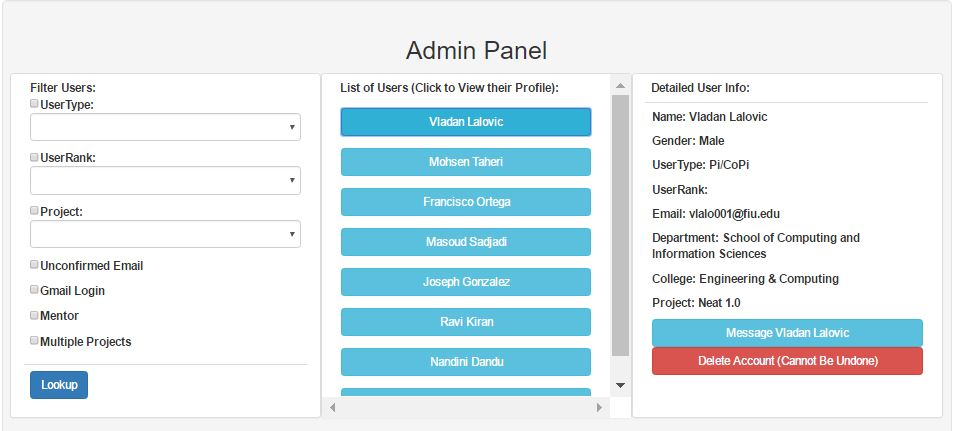 Admin Panel
Filter Users:
UserType:
UserRank:
Project:
Unconfirmed Email
Gmail Login
Mentor
Multiple Projects
Lookup
List of Users (Click to View their Profile):
Vladan Lalovic
Mohsen Taheri
Francisco Ortega
Masoud Sadjadi
Joseph Gonzalez
Ravi Kiran
Nandini Dandu
Detailed User Info:
Name: Vladan Lalovic
Gender: Male
UserType: Pi/CoPi
UserRank:
Email: vlalo001@fiu.edu
Department: School of Computing and
Information Sciences
College: Engineering & Computing
Project: Neat 1.0
Message Vladan Lalovic
Delete Account (Cannot Be Undone)